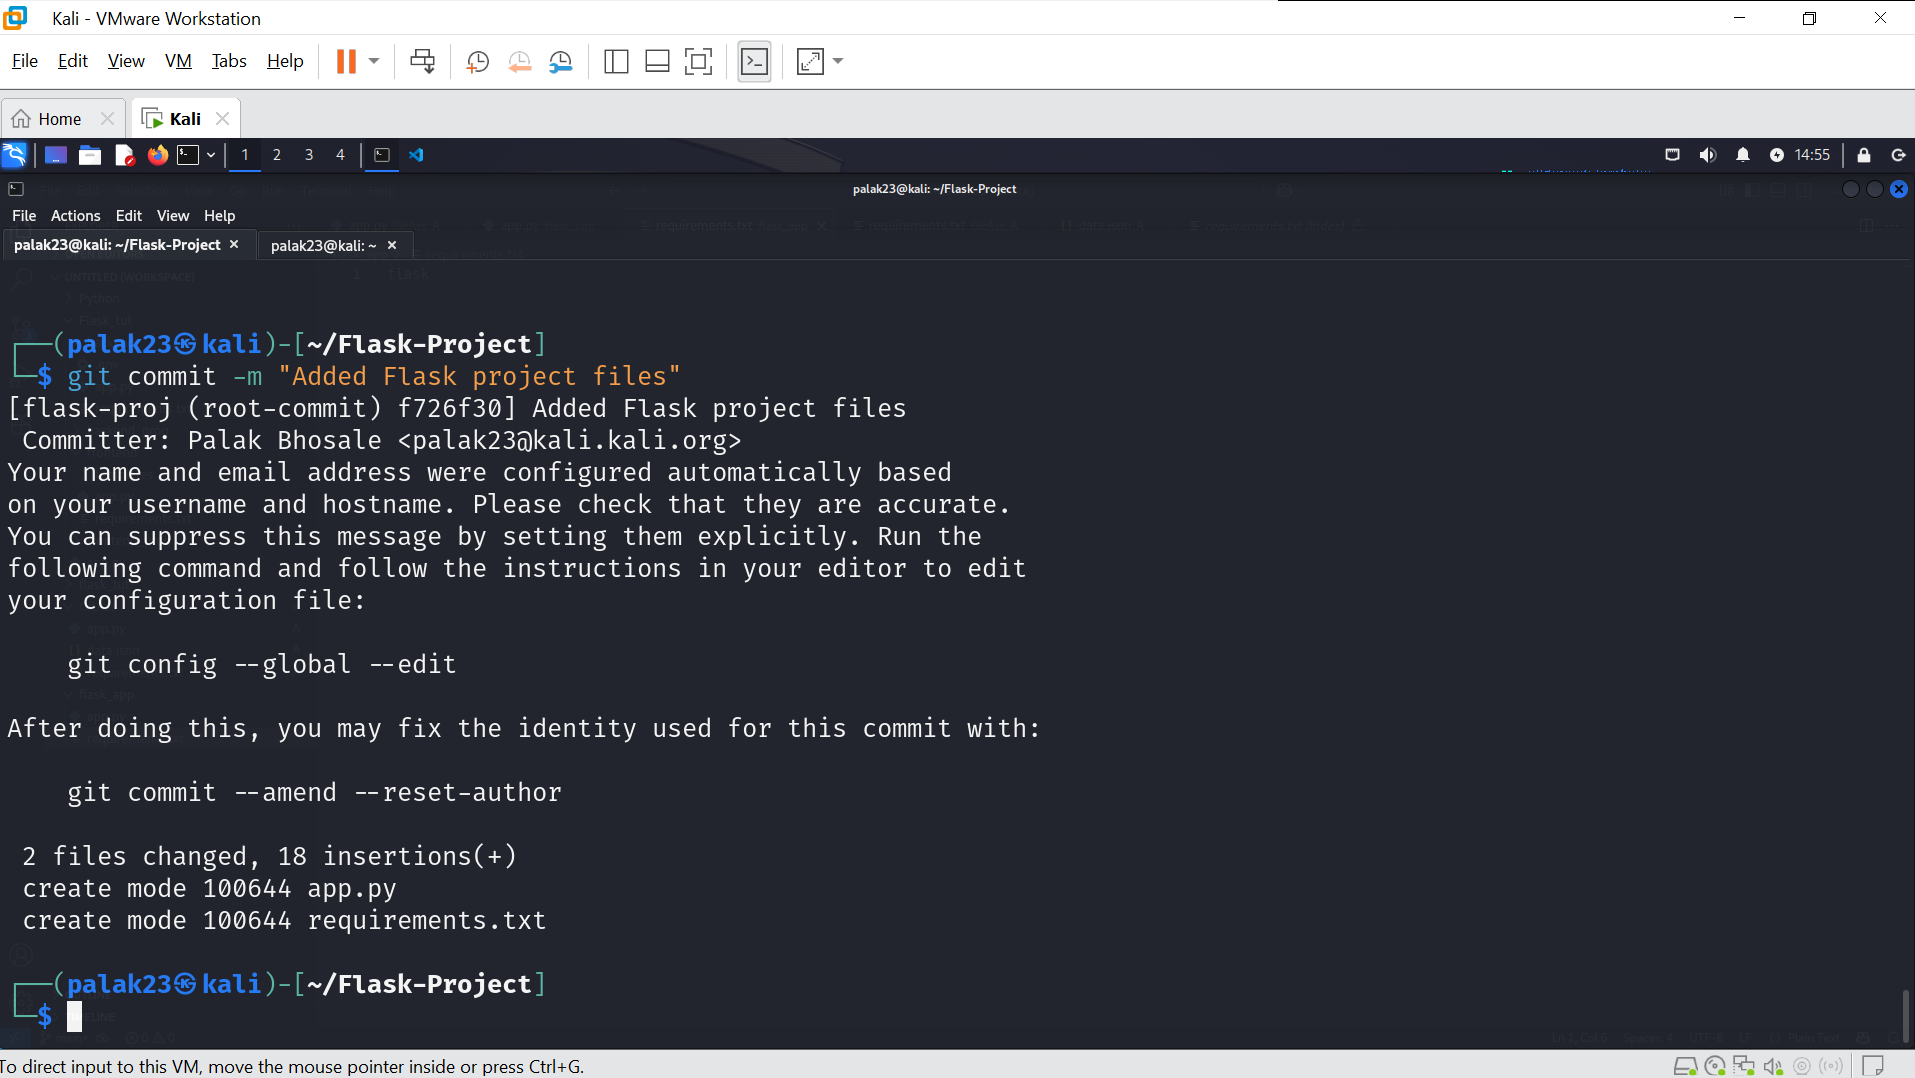 Kali - VMware Workstation
File Edit View VM Tabs Help
Home Kali
1 2 3 4 14:55
palak23@kali: ~/Flask-Project
File Actions Edit View Help
palak23@kali: ~/Flask-Project palak23@kali: ~
(palak23㉿kali)-[~/Flask-Project]
$ git commit -m "Added Flask project files"
[flask-proj (root-commit) f726f30] Added Flask project files
Committer: Palak Bhosale <palak23@kali.kali.org>
Your name and email address were configured automatically based
on your username and hostname. Please check that they are accurate.
You can suppress this message by setting them explicitly. Run the
following command and follow the instructions in your editor to edit
your configuration file:
git config --global --edit
After doing this, you may fix the identity used for this commit with:
git commit --amend --reset-author
2 files changed, 18 insertions(+)
create mode 100644 app.py
create mode 100644 requirements.txt
(palak23㉿kali)-[~/Flask-Project]
$
To direct input to this VM, move the mouse pointer inside or press Ctrl+G.